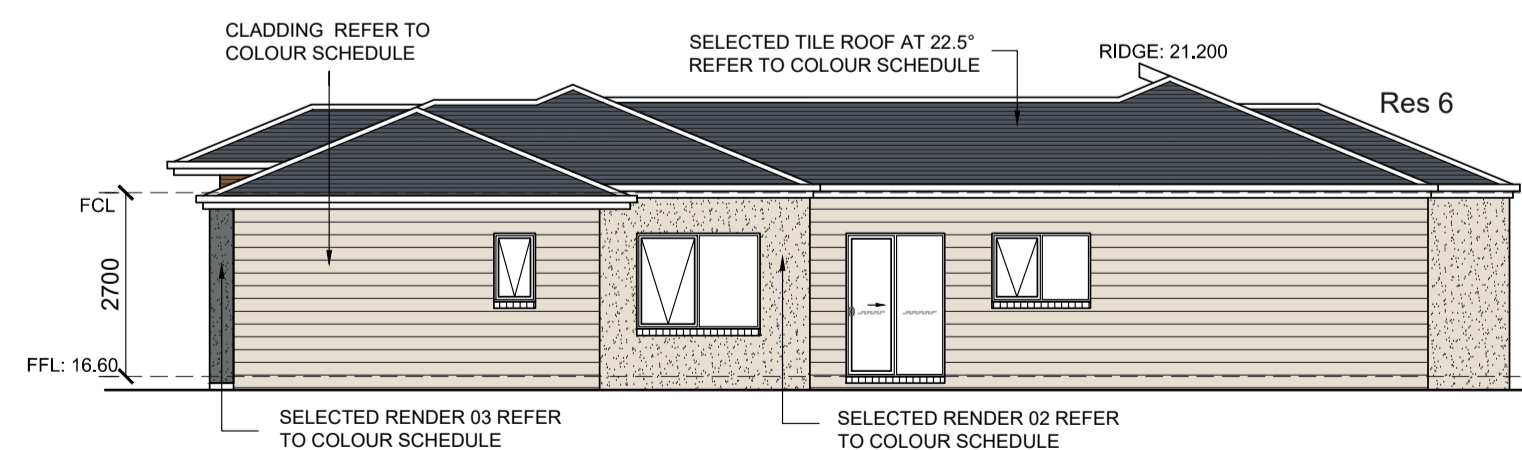 CLADDING REFER TO
COLOUR SCHEDULE
SELECTED TILE ROOF AT 22.5°
REFER TO COLOUR SCHEDULE
RIDGE: 21.200
Res 6
FCL
2700
FFL: 16.60
SELECTED RENDER 03 REFER
TO COLOUR SCHEDULE
SELECTED RENDER 02 REFER
TO COLOUR SCHEDULE